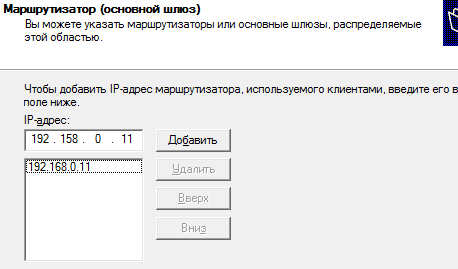 Маршрутизатор (основной шлюз)
Вы можете указать маршрутизаторы или основные шлюзы, распределяемые
этой областью.
Чтобы добавить IP-адрес маршрутизатора, используемого клиентами, введите его в
поле ниже.
IP-адрес:
192 . 158 . 0 . 11
Добавить
192.168.0.11
Удалить
Вверх
Вниз